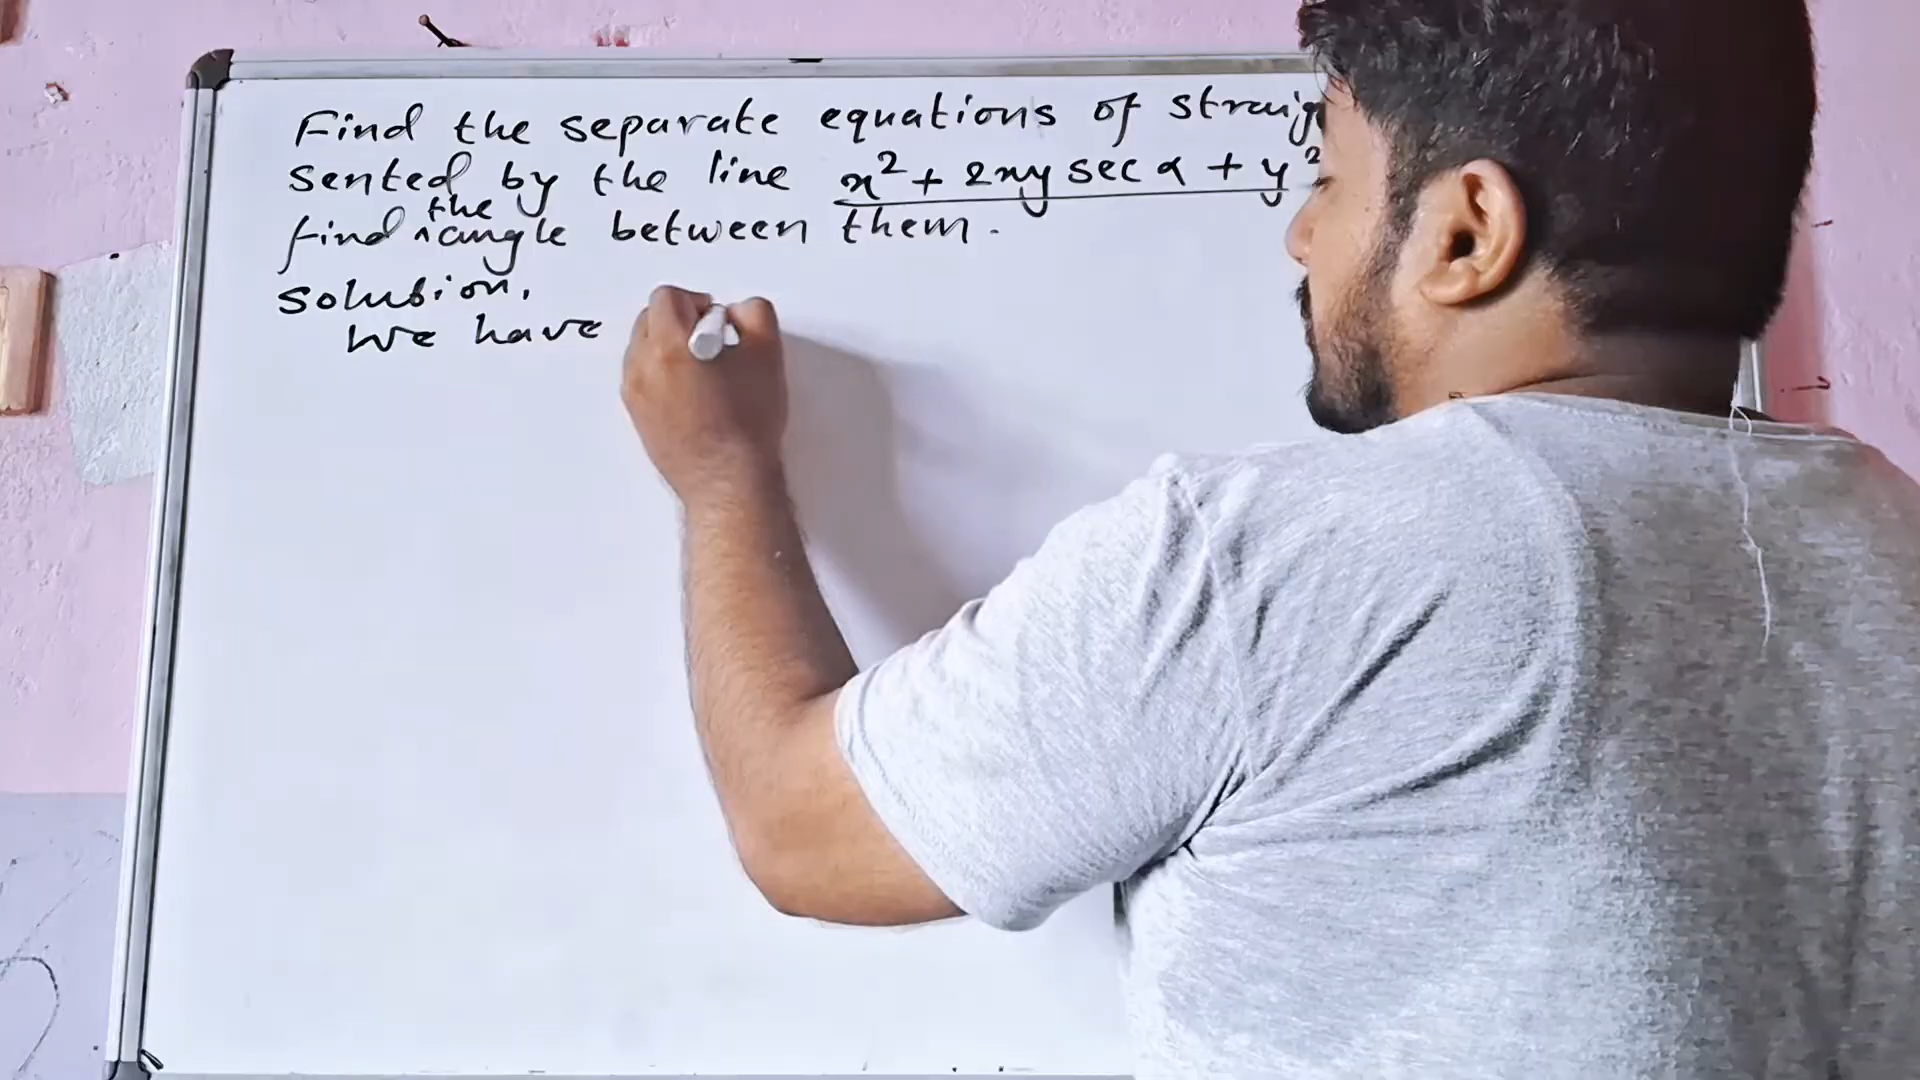 Find the separate equations of straig
sented by the line x² + 2xy sec α + y²
find the angle between them.
Solution,
We have